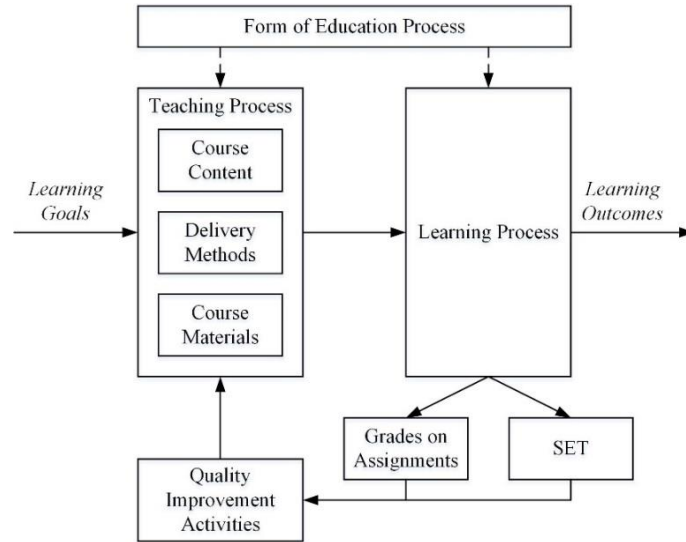 Form of Education Process
Teaching Process
Course
Content
Delivery
Methods
Course
Materials
Learning
Goals
Learning Process
Learning
Outcomes
Grades on
Assignments
SET
Quality
Improvement
Activities